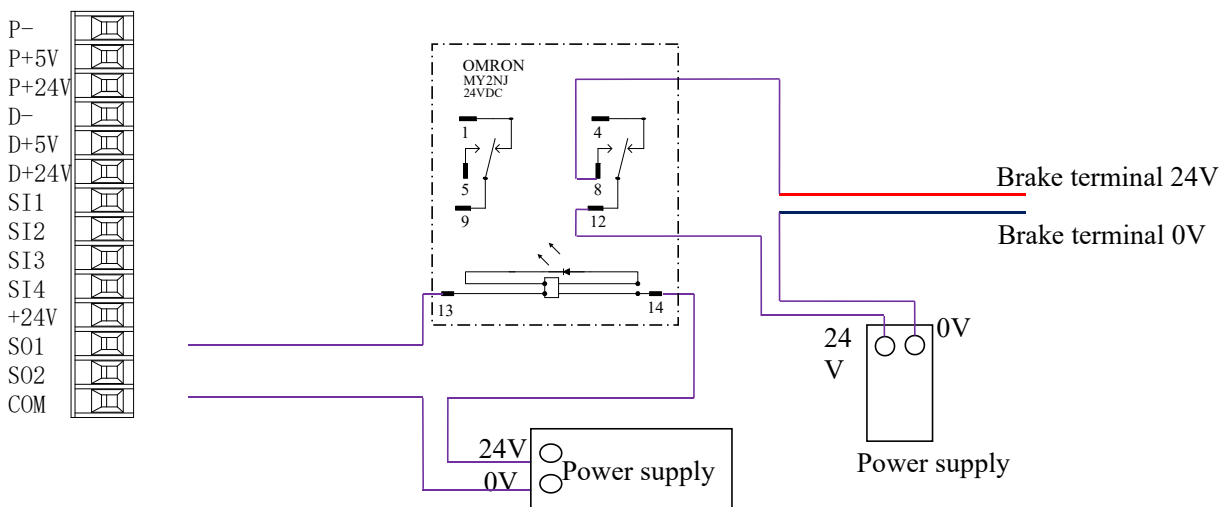 P-
P+5V
P+24V
D-
D+5V
D+24V
SI1
SI2
SI3
SI4
+24V
SO1
SO2
COM
OMRON
MY2NJ
24VDC
1
4
5
8
9
12
13
14
Brake terminal 24V
Brake terminal 0V
24
V
0V
Power supply
24V
0V
Power supply